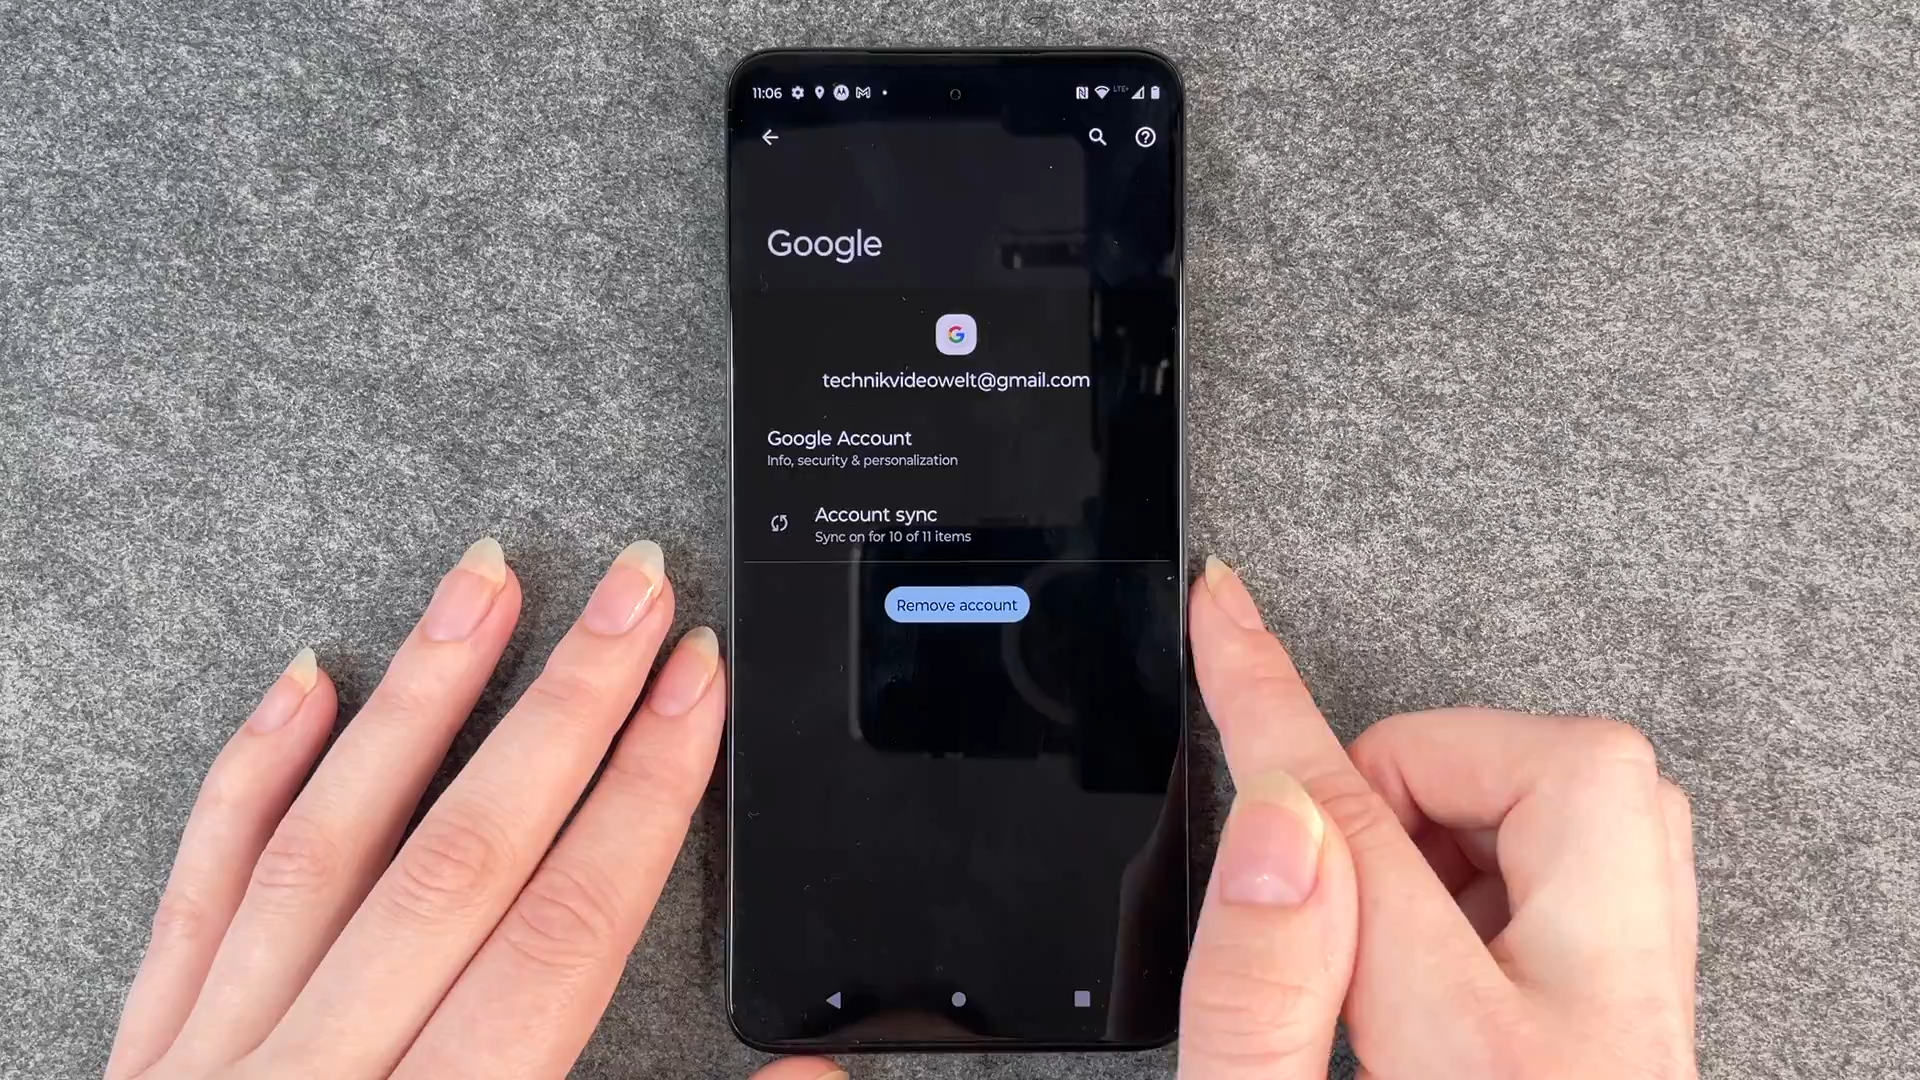 11:06
LTE+
Google
technikvideowelt@gmail.com
Google Account
Info, security & personalization
Account sync
Sync on for 10 of 11 items
Remove account